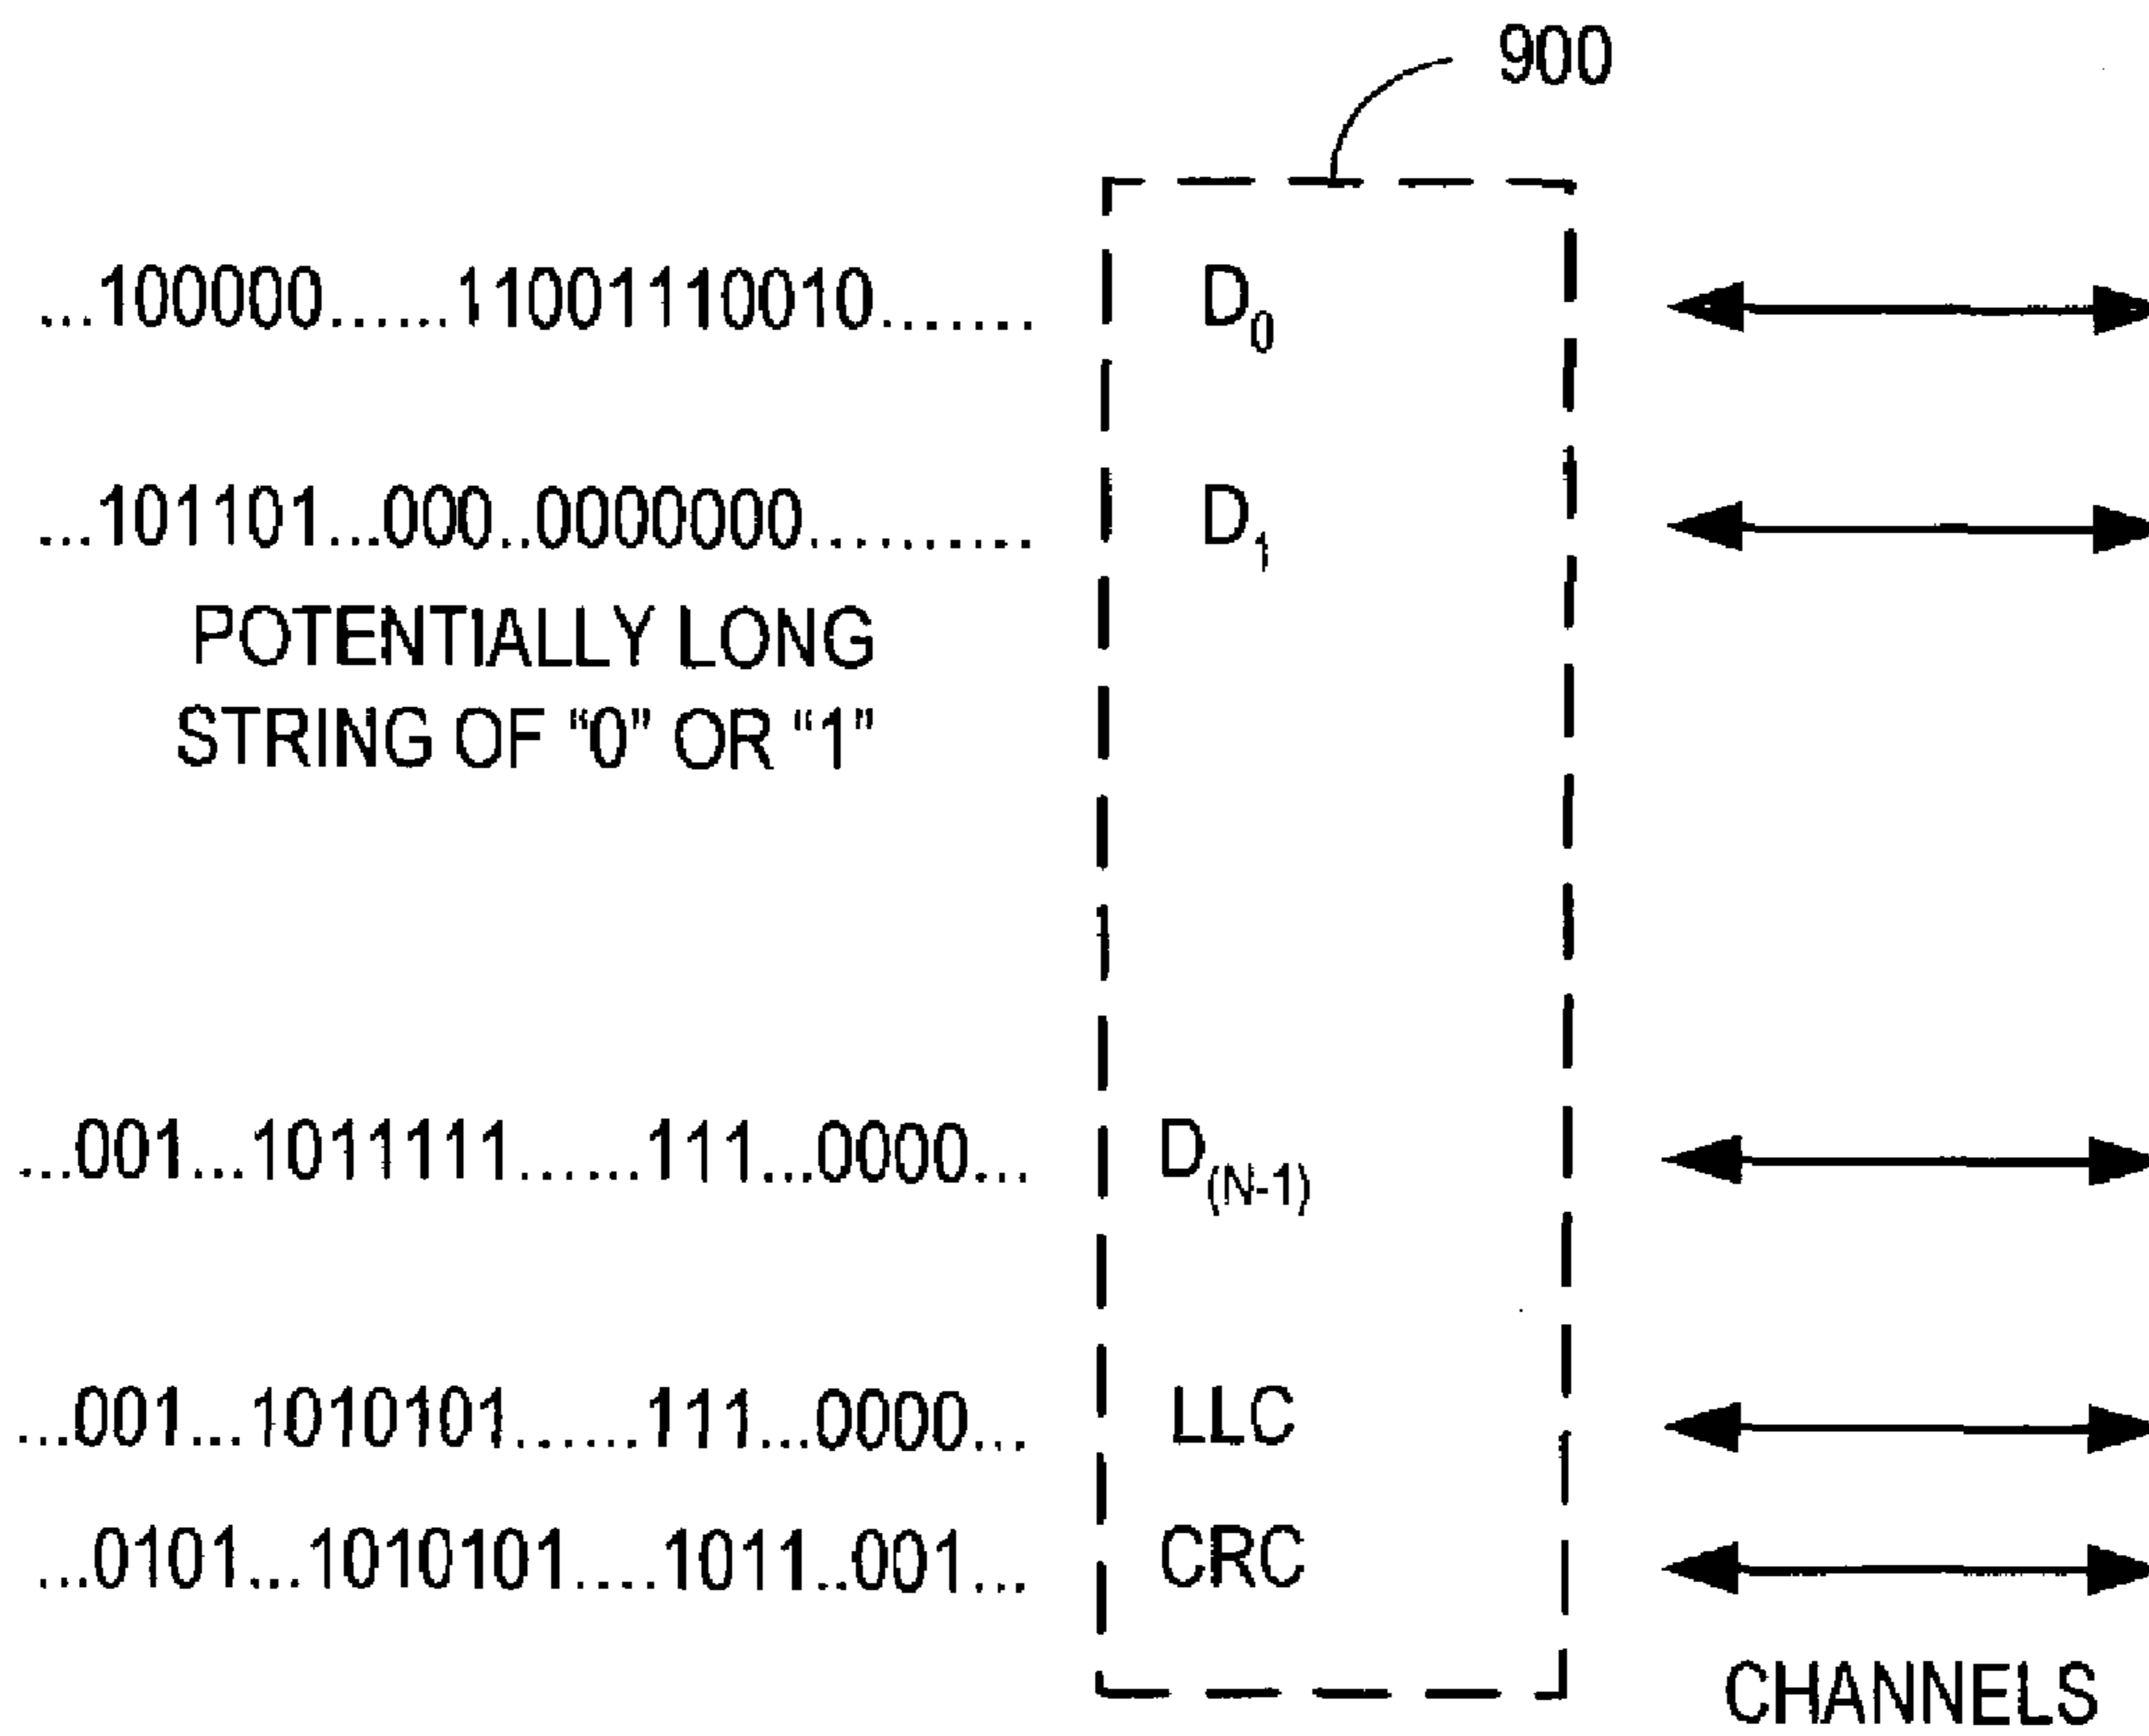 900
...100000......11001110010....... D0
...101101...000..0000000.......... D1
POTENTIALLY LONG
STRING OF “0” OR “1”
...001...1011111......111...0000... D(N-1)
...001...1010101......111...0000... LLC
...0101...1010101....1011..001... CRC
CHANNELS